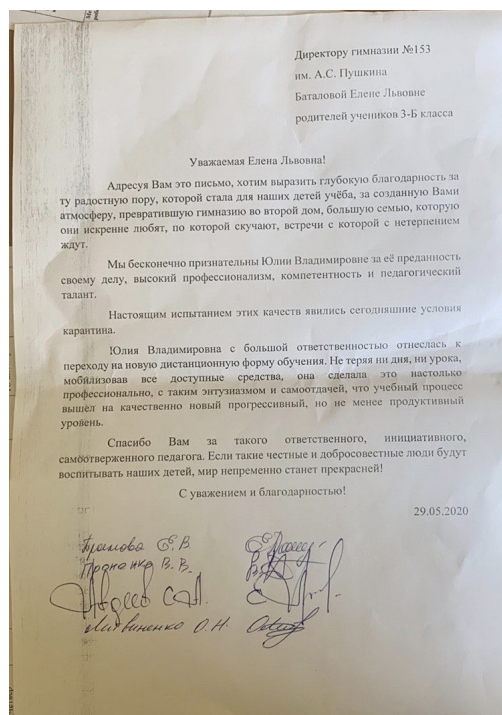 Директору гимназии №153
им. А.С. Пушкина
Баталовой Елене Львовне
родителей учеников 3-Б класса
Уважаемая Елена Львовна!
Адресуя Вам это письмо, хотим выразить глубокую благодарность за
ту радостную пору, которой стала для наших детей учёба, за созданную Вами
атмосферу, превратившую гимназию во второй дом, большую семью, которую
они искренне любят, по которой скучают, встречи с которой с нетерпением
ждут.
Мы бесконечно признательны Юлии Владимировне за её преданность
своему делу, высокий профессионализм, компетентность и педагогический
талант.
Настоящим испытанием этих качеств явились сегодняшние условия
карантина.
Юлия Владимировна с большой ответственностью отнеслась к
переходу на новую дистанционную форму обучения. Не теряя ни дня, ни урока,
мобилизовав все доступные средства, она сделала это настолько
профессионально, с таким энтузиазмом и самоотдачей, что учебный процесс
вышел на качественно новый прогрессивный, но не менее продуктивный
уровень.
Спасибо Вам за такого ответственного, инициативного,
самоотверженного педагога. Если такие честные и добросовестные люди будут
воспитывать наших детей, мир непременно станет прекрасней!
С уважением и благодарностью!
29.05.2020
Е.В.
В.В.
Авдеев С.А.
Литвиненко О.Н.